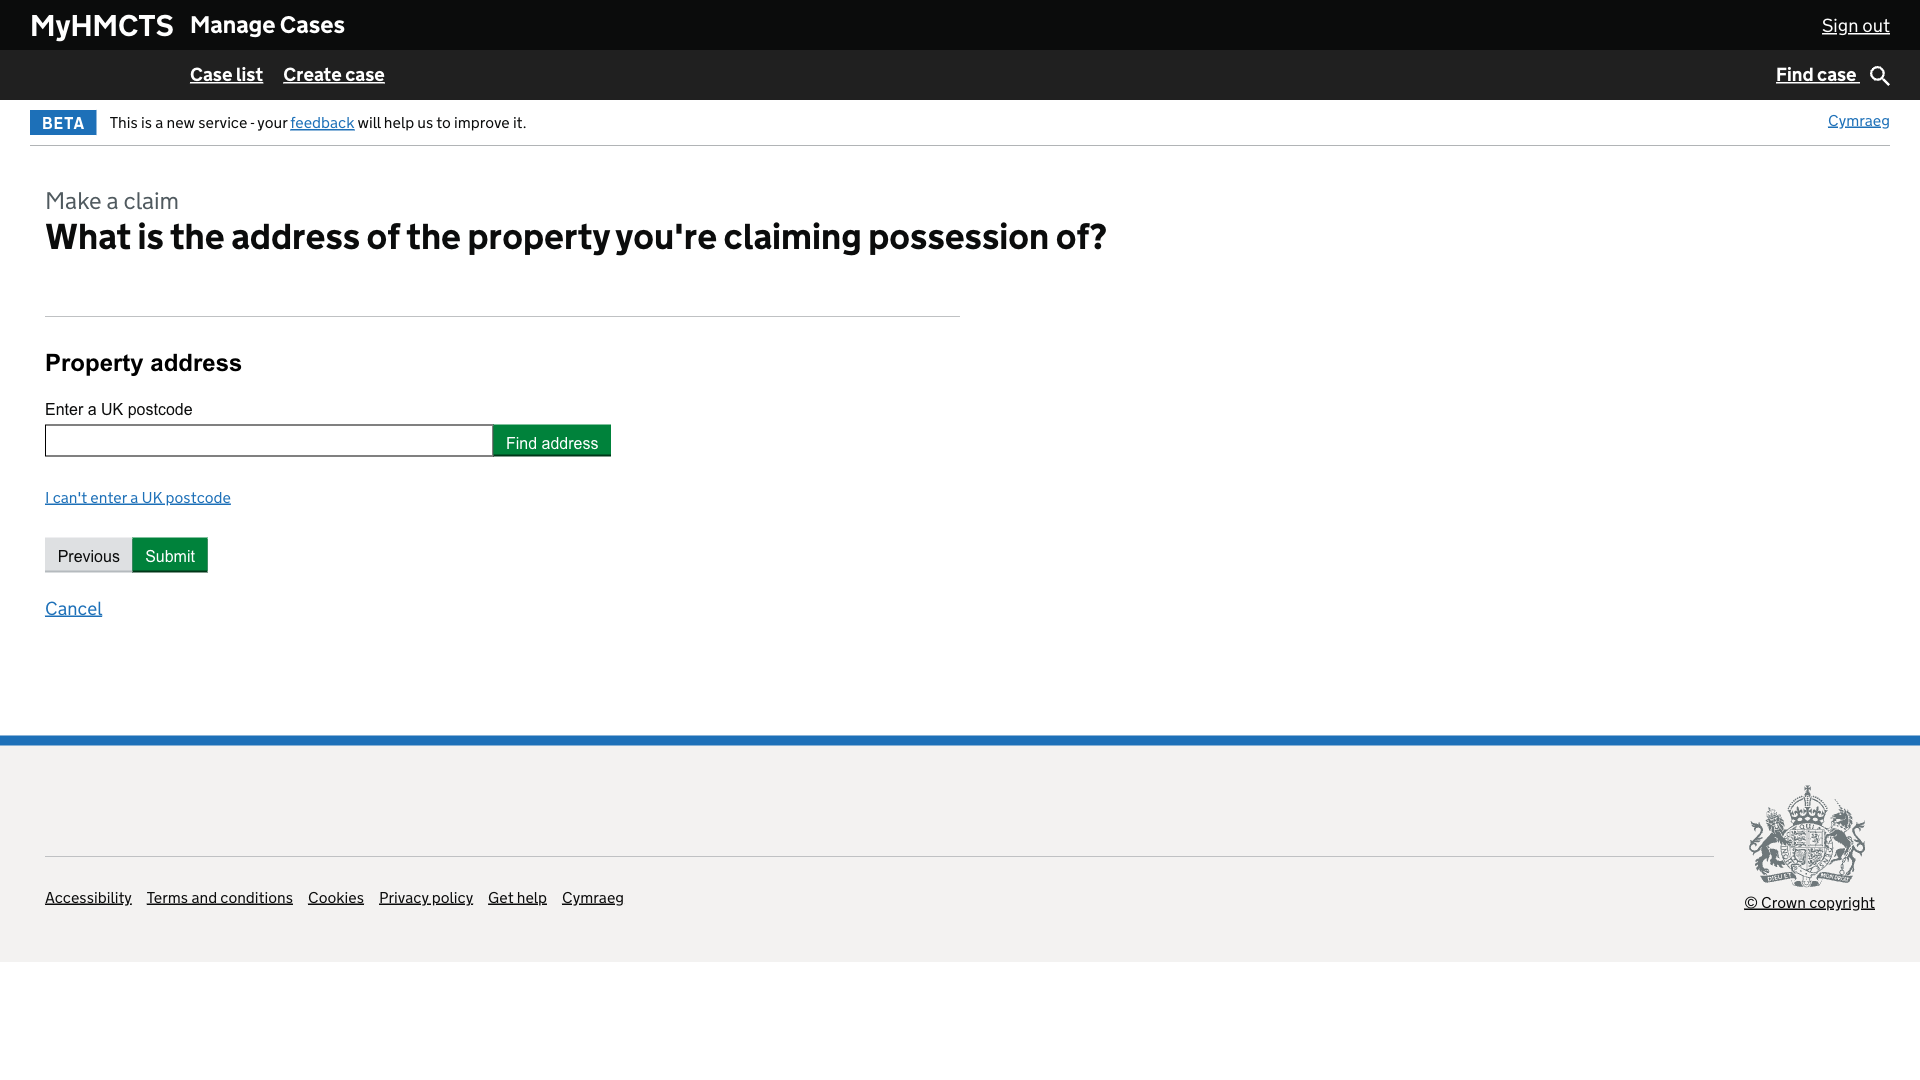 MyHMCTS Manage Cases Sign out
Case list Create case Find case
BETA This is a new service - your feedback will help us to improve it. Cymraeg
Make a claim
What is the address of the property you're claiming possession of?
Property address
Enter a UK postcode
Find address
I can't enter a UK postcode
Previous Submit
Cancel
Accessibility Terms and conditions Cookies Privacy policy Get help Cymraeg
© Crown copyright